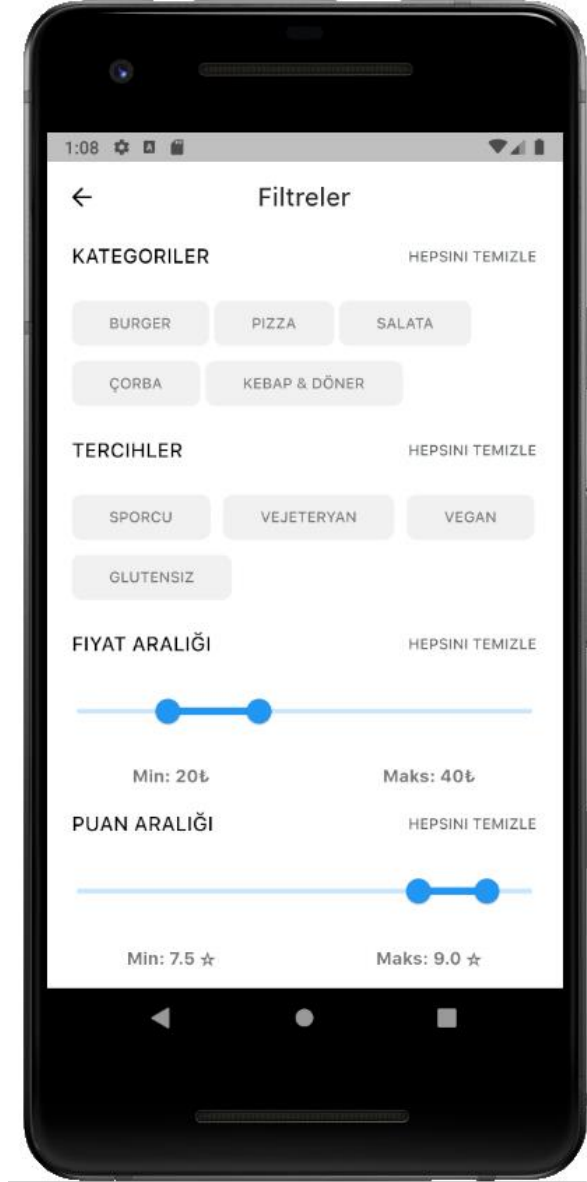 1:08
Filtreler
KATEGORILER HEPSINI TEMIZLE
BURGER PIZZA SALATA
ÇORBA KEBAP & DÖNER
TERCIHLER HEPSINI TEMIZLE
SPORCU VEJETERYAN VEGAN
GLUTENSIZ
FIYAT ARALIĞI HEPSINI TEMIZLE
Min: 20₺ Maks: 40₺
PUAN ARALIĞI HEPSINI TEMIZLE
Min: 7.5 ☆ Maks: 9.0 ☆